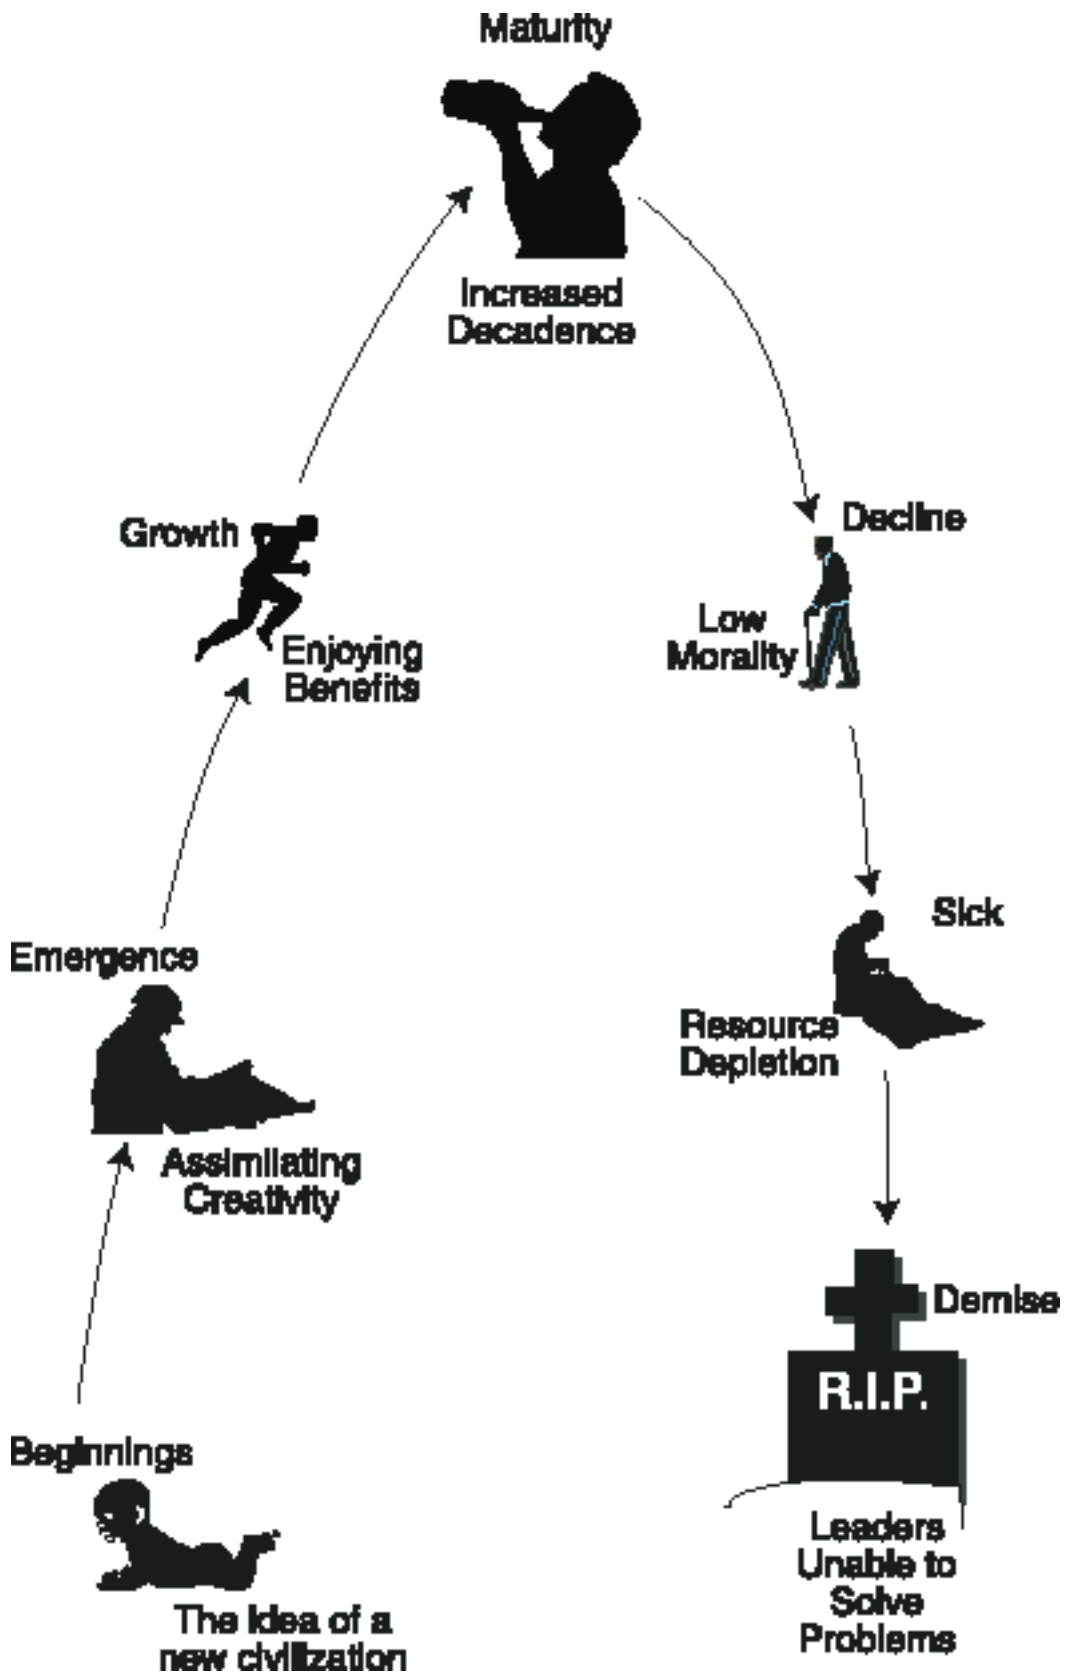 Maturity
Increased
Decadence
Growth
Enjoying
Benefits
Decline
Low
Morality
Emergence
Assimilating
Creativity
Sick
Resource
Depletion
Beginnings
The Idea of a
new civilization
Demise
R.I.P.
Leaders
Unable to
Solve
Problems